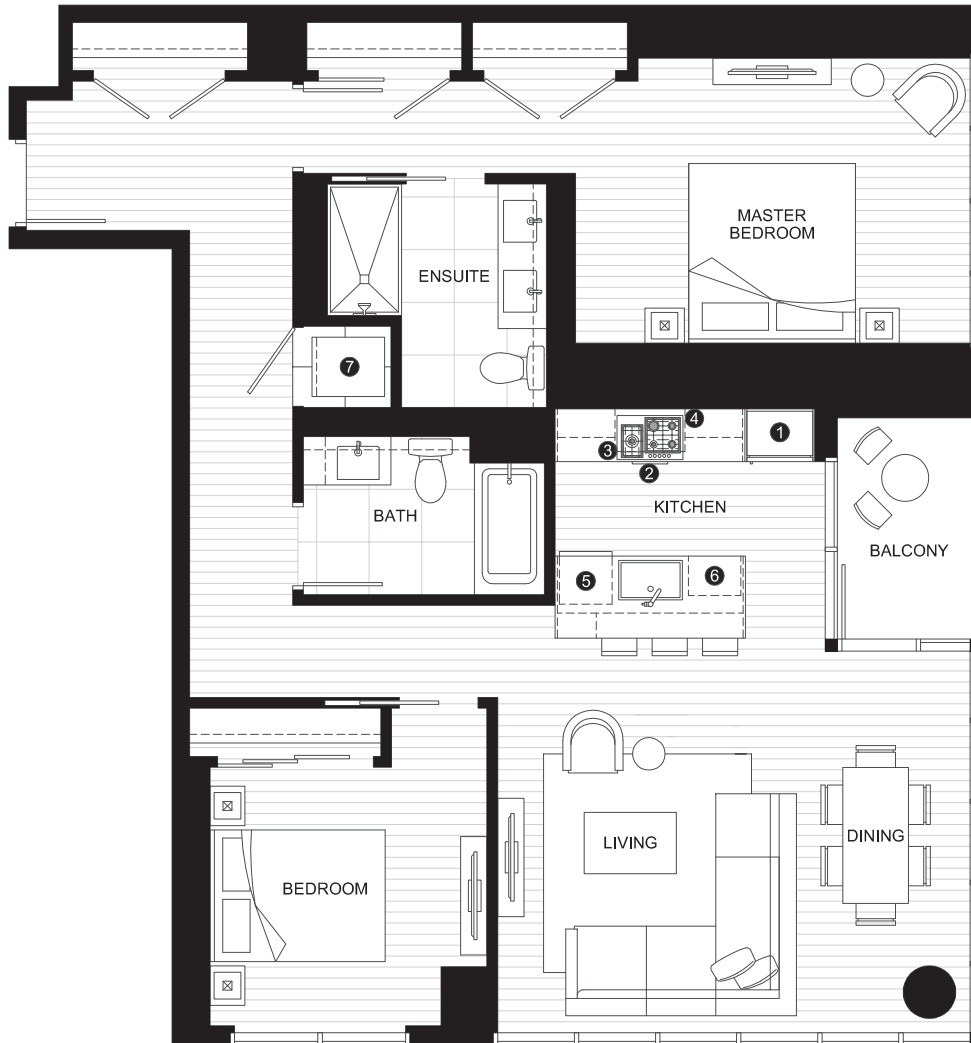 MASTER
BEDROOM
ENSUITE
7
4
1
3
2
KITCHEN
BATH
BALCONY
5
6
LIVING
DINING
BEDROOM